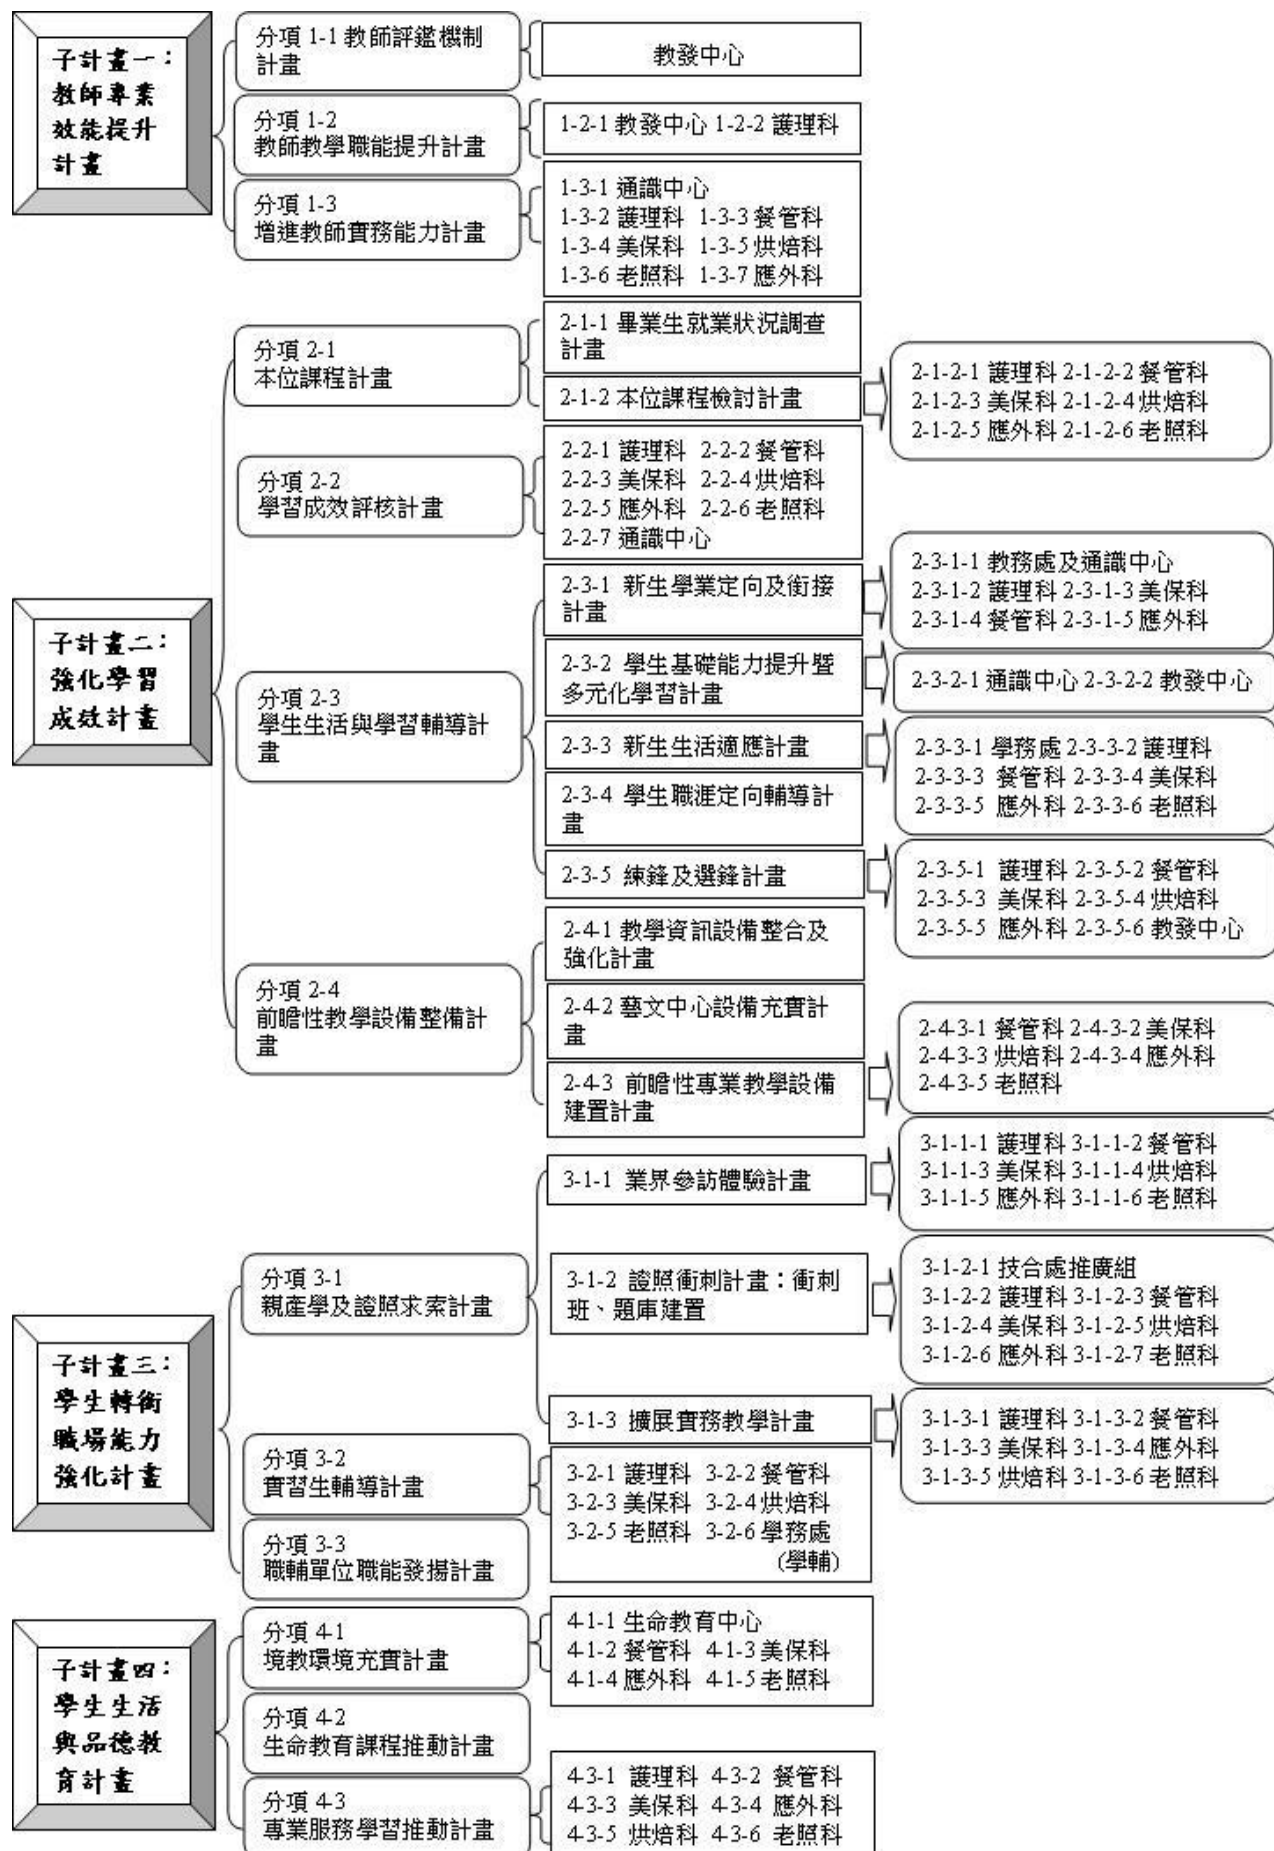 子計畫一：
教師專業
效能提升
計畫
分項 1-1 教師評鑑機制
計畫
教發中心
分項 1-2
教師教學職能提升計畫
1-2-1 教發中心 1-2-2 護理科
分項 1-3
增進教師實務能力計畫
1-3-1 通識中心
1-3-2 護理科 1-3-3 餐管科
1-3-4 美保科 1-3-5 烘焙科
1-3-6 老照科 1-3-7 應外科
子計畫二：
強化學習
成效計畫
分項 2-1
本位課程計畫
2-1-1 畢業生就業狀況調查
計畫
2-1-2 本位課程檢討計畫
2-1-2-1 護理科 2-1-2-2 餐管科
2-1-2-3 美保科 2-1-2-4 烘焙科
2-1-2-5 應外科 2-1-2-6 老照科
分項 2-2
學習成效評核計畫
2-2-1 護理科 2-2-2 餐管科
2-2-3 美保科 2-2-4 烘焙科
2-2-5 應外科 2-2-6 老照科
2-2-7 通識中心
分項 2-3
學生生活與學習輔導計
畫
2-3-1 新生學業定向及銜接
計畫
2-3-1-1 教務處及通識中心
2-3-1-2 護理科 2-3-1-3 美保科
2-3-1-4 餐管科 2-3-1-5 應外科
2-3-2 學生基礎能力提升暨
多元化學習計畫
2-3-2-1 通識中心 2-3-2-2 教發中心
2-3-3 新生生活適應計畫
2-3-3-1 學務處 2-3-3-2 護理科
2-3-3-3 餐管科 2-3-3-4 美保科
2-3-3-5 應外科 2-3-3-6 老照科
2-3-4 學生職涯定向輔導計
畫
2-3-5 練鋒及選鋒計畫
2-3-5-1 護理科 2-3-5-2 餐管科
2-3-5-3 美保科 2-3-5-4 烘焙科
2-3-5-5 應外科 2-3-5-6 教發中心
分項 2-4
前瞻性教學設備整備計
畫
2-4-1 教學資訊設備整合及
強化計畫
2-4-2 藝文中心設備充實計
畫
2-4-3 前瞻性專業教學設備
建置計畫
2-4-3-1 餐管科 2-4-3-2 美保科
2-4-3-3 烘焙科 2-4-3-4 應外科
2-4-3-5 老照科
子計畫三：
學生轉銜
職場能力
強化計畫
分項 3-1
親產學及證照求索計畫
3-1-1 業界參訪體驗計畫
3-1-1-1 護理科 3-1-1-2 餐管科
3-1-1-3 美保科 3-1-1-4 烘焙科
3-1-1-5 應外科 3-1-1-6 老照科
3-1-2 證照衝刺計畫：衝刺
班、題庫建置
3-1-2-1 技合處推廣組
3-1-2-2 護理科 3-1-2-3 餐管科
3-1-2-4 美保科 3-1-2-5 烘焙科
3-1-2-6 應外科 3-1-2-7 老照科
3-1-3 擴展實務教學計畫
3-1-3-1 護理科 3-1-3-2 餐管科
3-1-3-3 美保科 3-1-3-4 應外科
3-1-3-5 烘焙科 3-1-3-6 老照科
分項 3-2
實習生輔導計畫
3-2-1 護理科 3-2-2 餐管科
3-2-3 美保科 3-2-4 烘焙科
3-2-5 老照科 3-2-6 學務處
(學輔)
分項 3-3
職輔單位職能發揚計畫
子計畫四：
學生生活
與品德教
育計畫
分項 4-1
境教環境充實計畫
4-1-1 生命教育中心
4-1-2 餐管科 4-1-3 美保科
4-1-4 應外科 4-1-5 老照科
分項 4-2
生命教育課程推動計畫
分項 4-3
專業服務學習推動計畫
4-3-1 護理科 4-3-2 餐管科
4-3-3 美保科 4-3-4 應外科
4-3-5 烘焙科 4-3-6 老照科